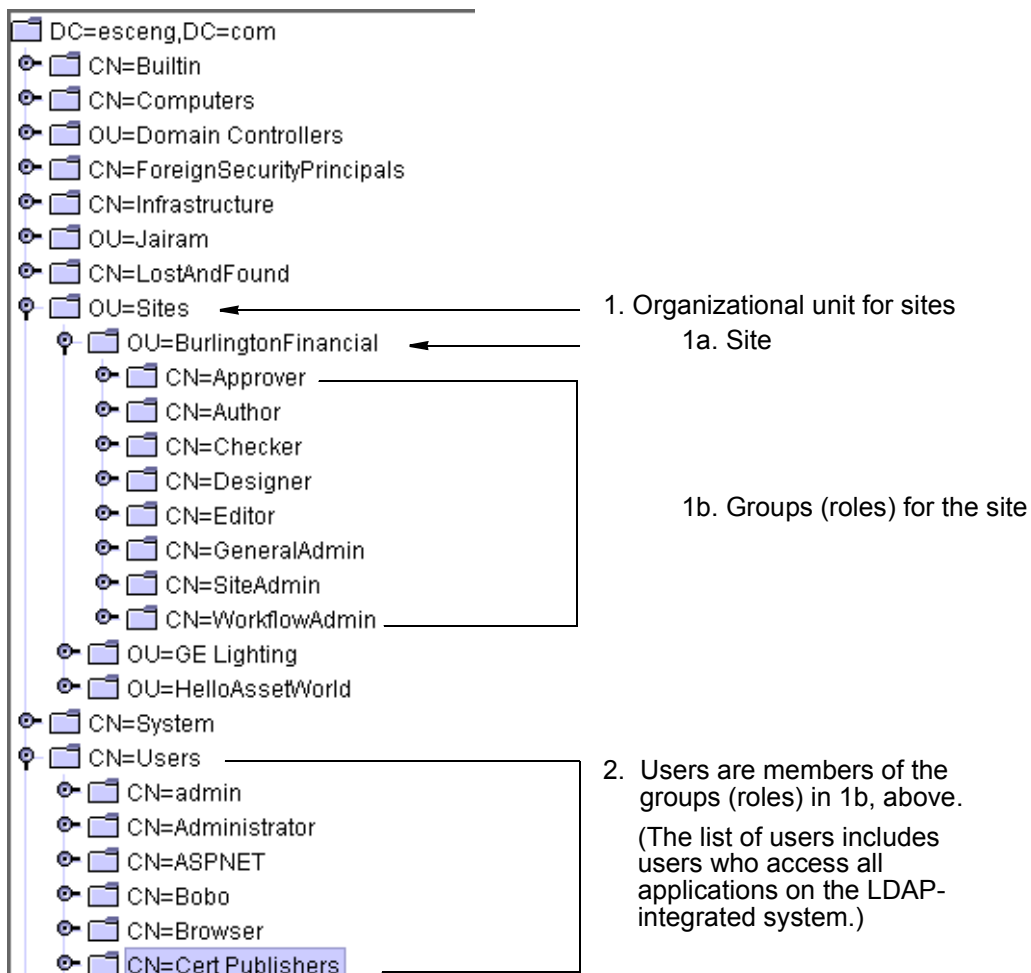 DC=esceng,DC=com
CN=Builtin
CN=Computers
OU=Domain Controllers
CN=ForeignSecurityPrincipals
CN=Infrastructure
OU=Jairam
CN=LostAndFound
OU=Sites
1. Organizational unit for sites
OU=BurlingtonFinancial
1a. Site
CN=Approver
CN=Author
CN=Checker
CN=Designer
CN=Editor
1b. Groups (roles) for the site
CN=GeneralAdmin
CN=SiteAdmin
CN=WorkflowAdmin
OU=GE Lighting
OU=HelloAssetWorld
CN=System
CN=Users
CN=admin
CN=Administrator
CN=ASPNET
CN=Bobo
CN=Browser
CN=Cert Publishers
2. Users are members of the
groups (roles) in 1b, above.
(The list of users includes
users who access all
applications on the LDAP-
integrated system.)